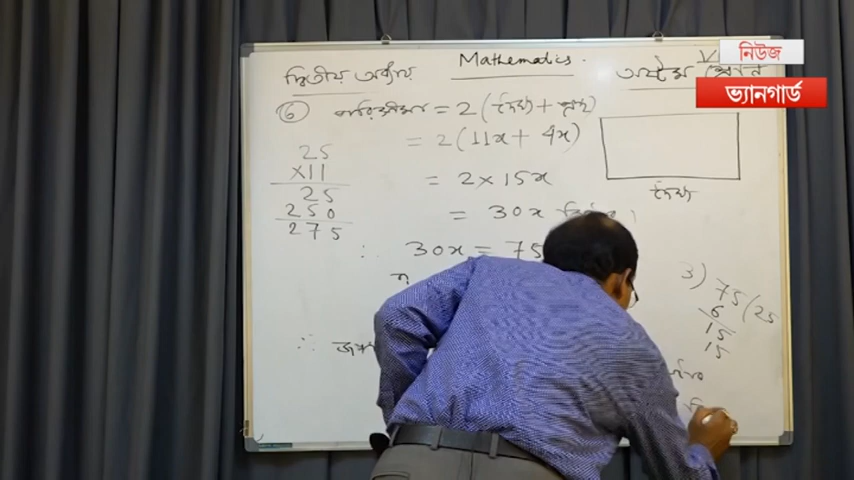 দ্বিতীয় অধ্যায় Mathematics. অষ্টম শ্রেণি
নিউজ
ভ্যানগার্ড
6 পরিসীমা = 2 (দৈর্ঘ্য + প্রস্থ)
= 2 (11x + 4x)
= 2 × 15x
= 30x
∴ 30x = 75
25
×11
25
250
275
দৈর্ঘ্য
3) 75 (25
6
15
15